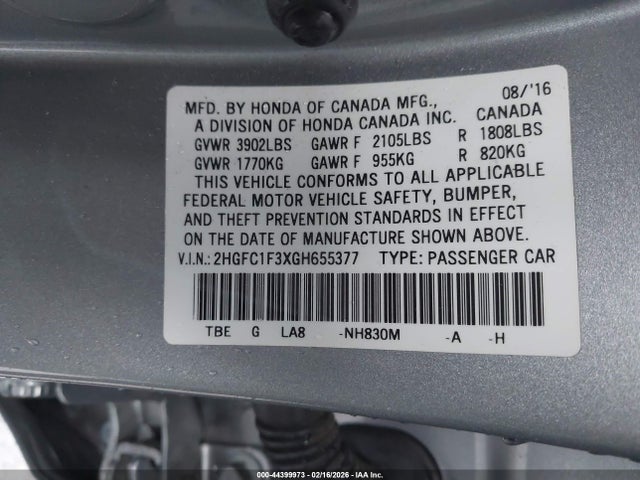 08/'16
MFD. BY HONDA OF CANADA MFG., CANADA
A DIVISION OF HONDA CANADA INC.
GVWR 3902LBS GAWR F 2105LBS R 1808LBS
GVWR 1770KG GAWR F 955KG R 820KG
THIS VEHICLE CONFORMS TO ALL APPLICABLE
FEDERAL MOTOR VEHICLE SAFETY, BUMPER,
AND THEFT PREVENTION STANDARDS IN EFFECT
ON THE DATE OF MANUFACTURE SHOWN ABOVE.
V.I.N.: 2HGFC1F3XGH655377 TYPE: PASSENGER CAR
TBE G LA8 -NH830M -A -H
000-44399973 - 02/16/2026 - IAA Inc.